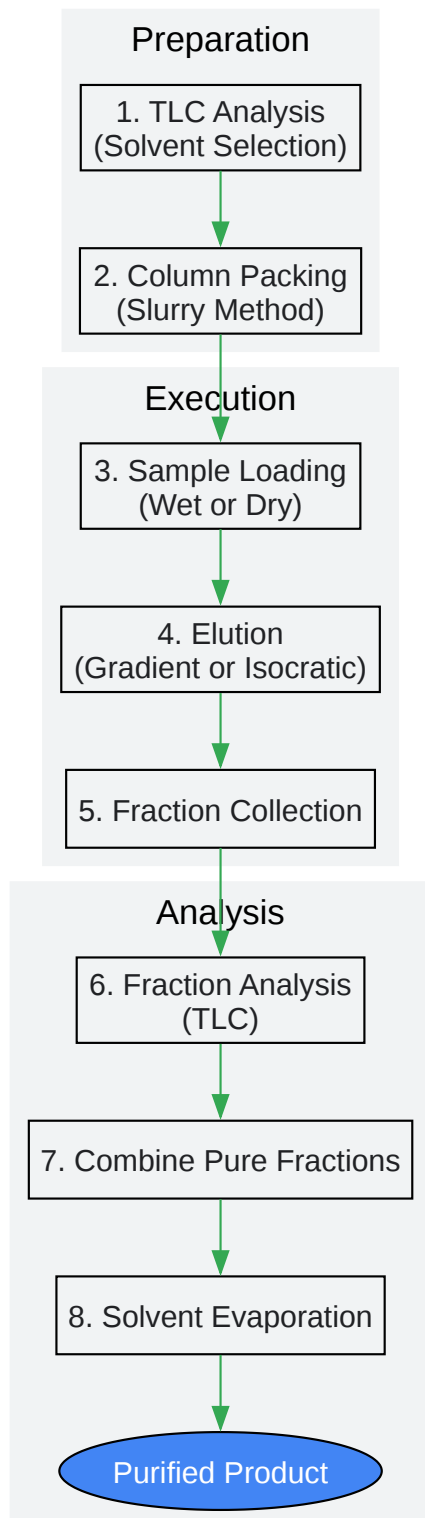 Preparation
1. TLC Analysis
(Solvent Selection)
2. Column Packing
(Slurry Method)
Execution
3. Sample Loading
(Wet or Dry)
4. Elution
(Gradient or Isocratic)
5. Fraction Collection
Analysis
6. Fraction Analysis
(TLC)
7. Combine Pure Fractions
8. Solvent Evaporation
Purified Product